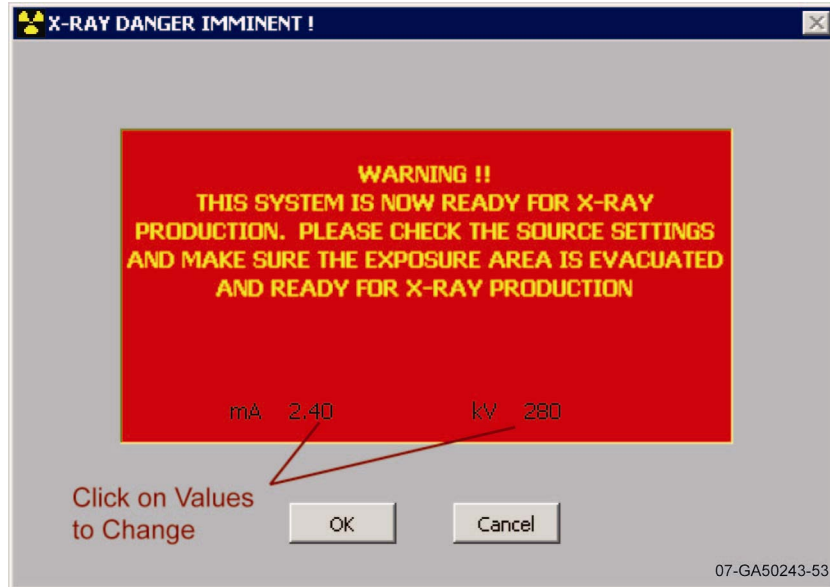 X-RAY DANGER IMMINENT !
WARNING !!
THIS SYSTEM IS NOW READY FOR X-RAY
PRODUCTION. PLEASE CHECK THE SOURCE SETTINGS
AND MAKE SURE THE EXPOSURE AREA IS EVACUATED
AND READY FOR X-RAY PRODUCTION
mA 2.40 kV 280
Click on Values
to Change
OK Cancel
07-GA50243-53